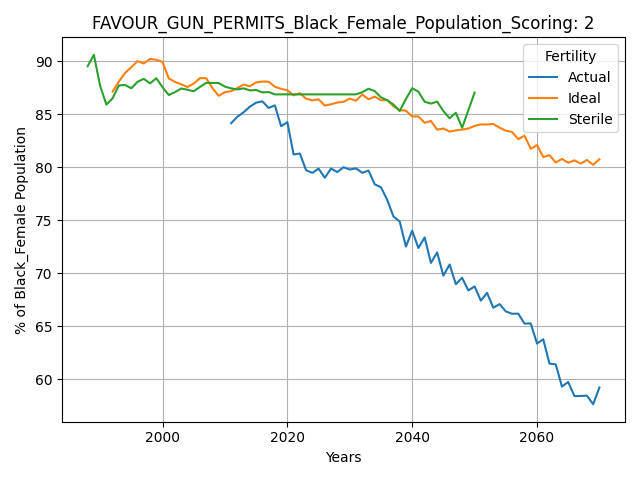 FAVOUR_GUN_PERMITS_Black_Female_Population_Scoring: 2
% of Black_Female Population
90
85
80
75
70
65
60
Fertility
Actual
Ideal
Sterile
2000
2020
2040
2060
Years